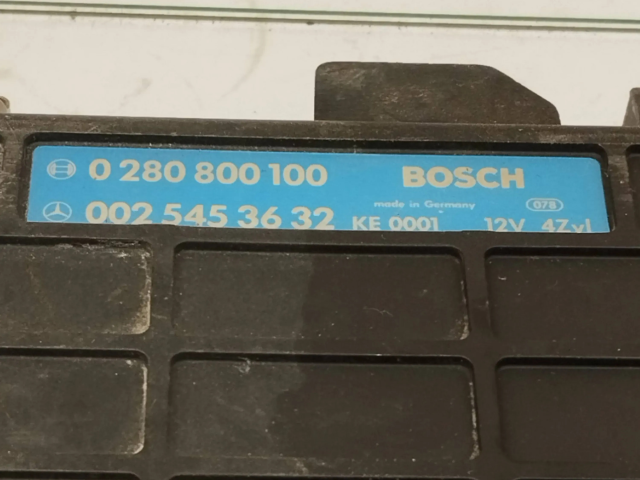 0 280 800 100 BOSCH
made in Germany 078
002 545 36 32 KE 0001 12V 4Zyl